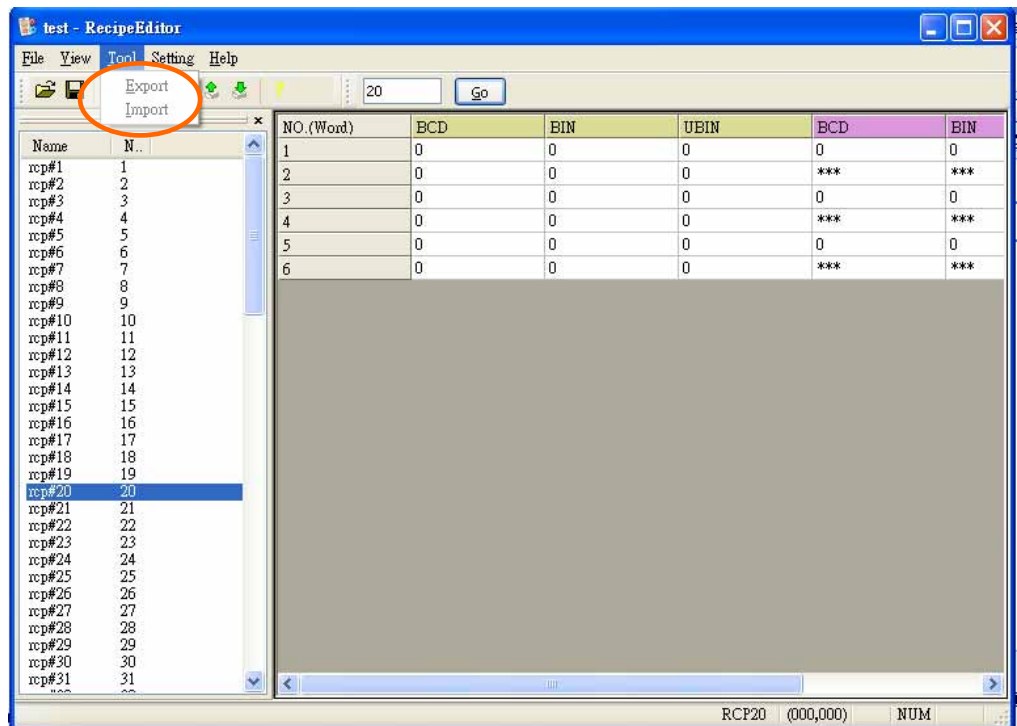 test - RecipeEditor
File View Tool Setting Help
Export
Import
20 Go
Name N..
rcp#1 1
rcp#2 2
rcp#3 3
rcp#4 4
rcp#5 5
rcp#6 6
rcp#7 7
rcp#8 8
rcp#9 9
rcp#10 10
rcp#11 11
rcp#12 12
rcp#13 13
rcp#14 14
rcp#15 15
rcp#16 16
rcp#17 17
rcp#18 18
rcp#19 19
rcp#20 20
rcp#21 21
rcp#22 22
rcp#23 23
rcp#24 24
rcp#25 25
rcp#26 26
rcp#27 27
rcp#28 28
rcp#29 29
rcp#30 30
rcp#31 31
NO.(Word) BCD BIN UBIN BCD BIN
1 0 0 0 0 0
2 0 0 0 *** ***
3 0 0 0 0 0
4 0 0 0 *** ***
5 0 0 0 0 0
6 0 0 0 *** ***
RCP20 (000,000) NUM